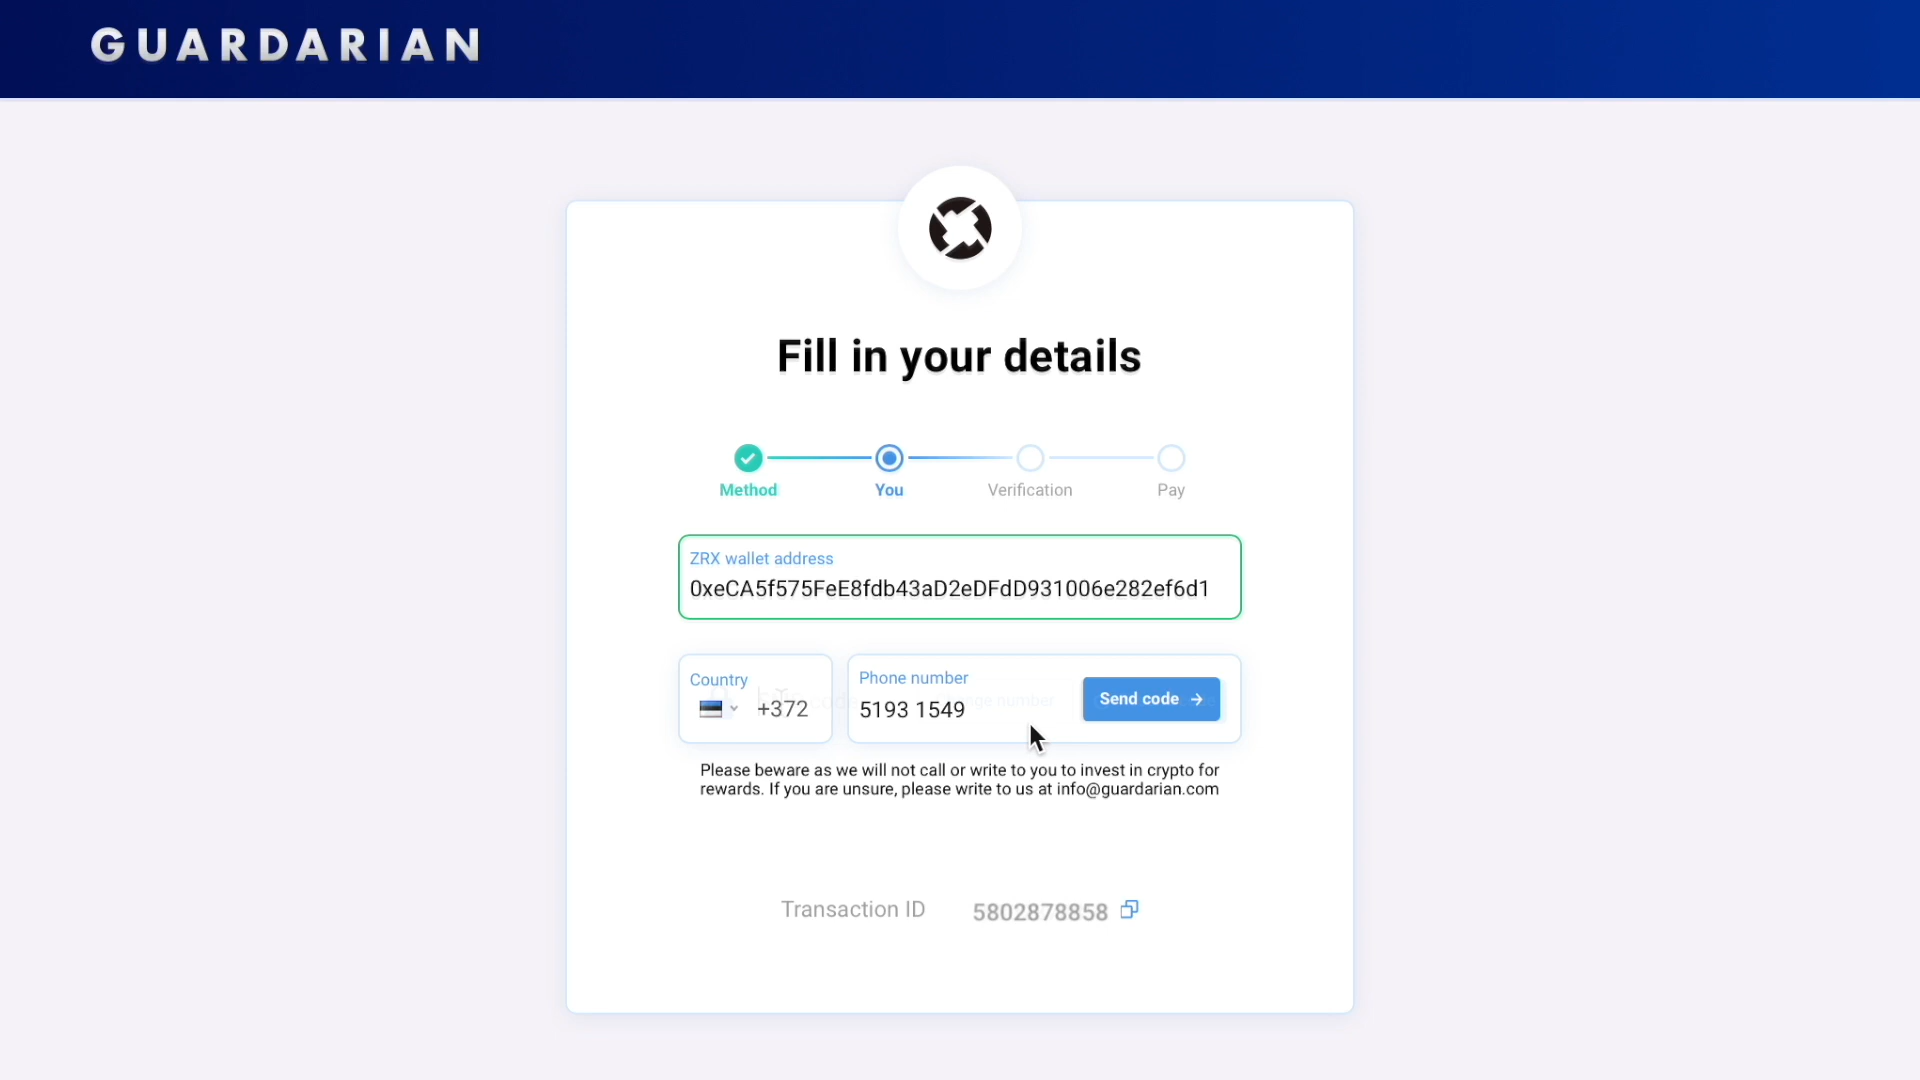 GUARDARIAN
Fill in your details
Method You Verification Pay
ZRX wallet address
0xeCA5f575FeE8fdb43aD2eDFdD931006e282ef6d1
Country
+372
Phone number
5193 1549
Send code
Please beware as we will not call or write to you to invest in crypto for
rewards. If you are unsure, please write to us at info@guardarian.com
Transaction ID 5802878858